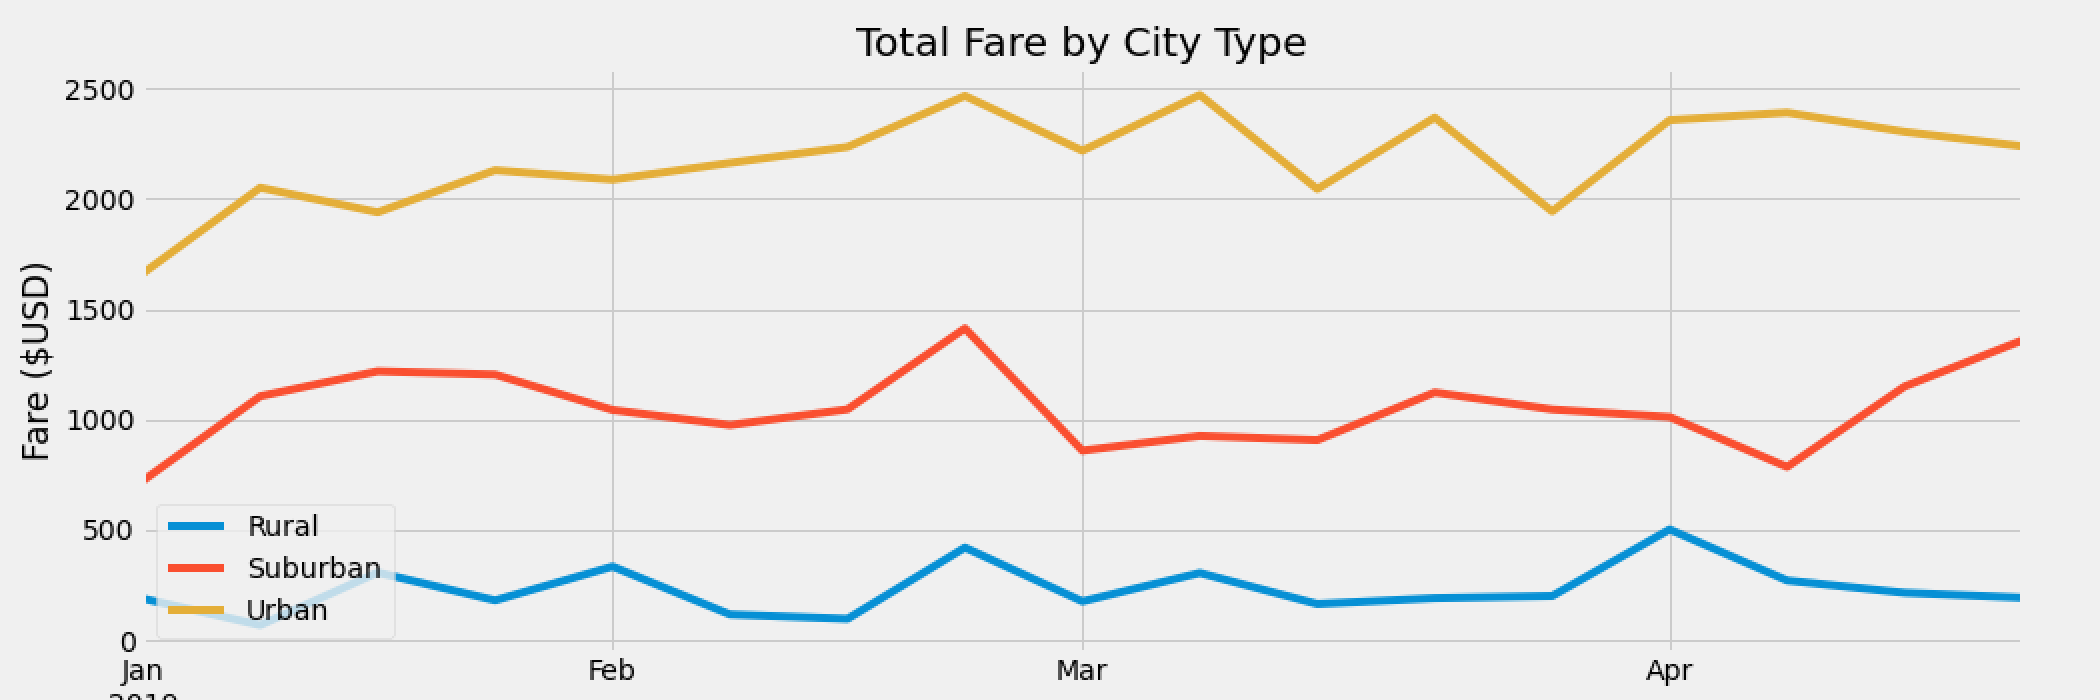 Total Fare by City Type
Fare ($USD)
2500
2000
1500
1000
500
0
Rural
Suburban
Urban
Jan Feb Mar Apr